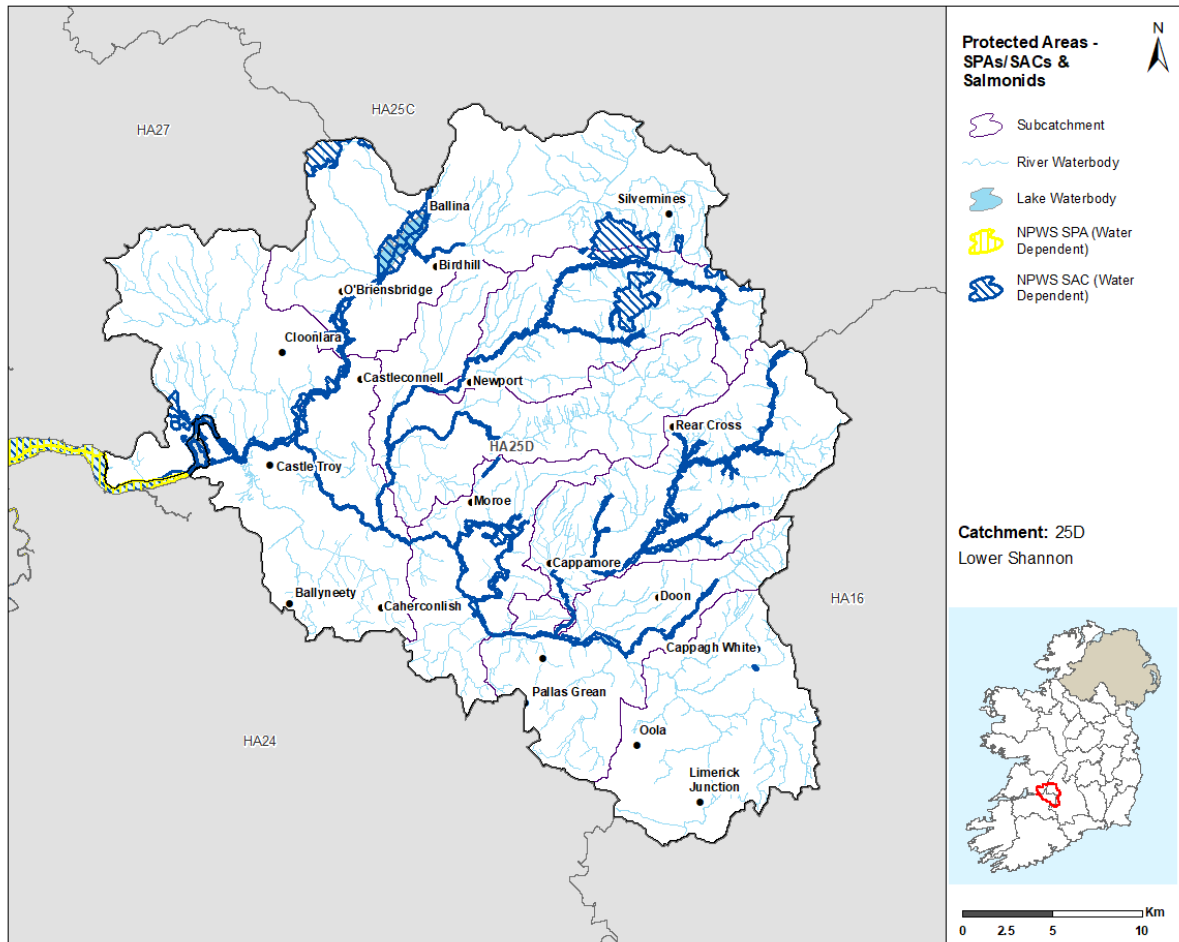 HA25C
HA27
Silvermines
Ballina
Birdhill
O'Briensbridge
Cloonlara
Castleconnell
Newport
Rear Cross
HA25D
Castle Troy
Moroe
Cappamore
Ballyneety
Caherconlish
Doon
HA16
Cappagh White
Pallas Grean
HA24
Oola
Limerick
Junction
Protected Areas -
SPAs/SACs &
Salmonids
N
Subcatchment
River Waterbody
Lake Waterbody
NPWS SPA (Water
Dependent)
NPWS SAC (Water
Dependent)
Catchment: 25D
Lower Shannon
Km
0 2.5 5 10